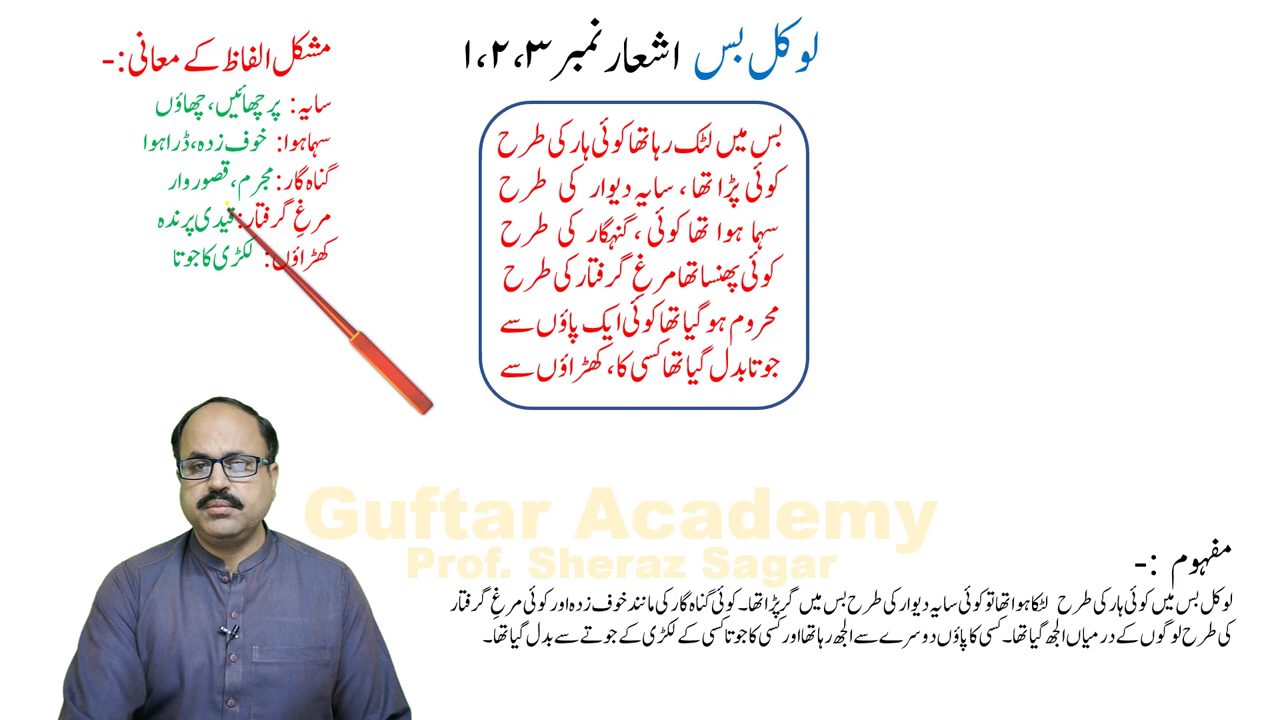 لوکل بس اشعار نمبر ۱،۲،۳
بس میں لٹک رہا تھا کوئی ہار کی طرح
کوئی پڑا تھا ، سایہ دیوار کی طرح
سہما ہوا تھا کوئی ، گنہگار کی طرح
کوئی پھنسا تھا مرغِ گرفتار کی طرح
محروم ہو گیا تھا کوئی ایک پاؤں سے
جوتا بدل گیا تھا کسی کا، کھڑاؤں سے
مشکل الفاظ کے معانی :-
سایہ: پرچھائیں، چھاؤں
سہما ہوا: خوف زدہ، ڈرا ہوا
گناہ گار: مجرم، قصور وار
مرغِ گرفتار: قیدی پرندہ
کھڑاؤں: لکڑی کا جوتا
Guftar Academy
Prof. Sheraz Sagar
مفہوم :-
لوکل بس میں کوئی ہار کی طرح لٹکا ہوا تھا تو کوئی سایہ دیوار کی طرح بس میں گر پڑا تھا۔ کوئی گناہ گار کی مانند خوف زدہ اور کوئی مرغِ گرفتار
کی طرح لوگوں کے درمیاں الجھ گیا تھا۔ کسی کا پاؤں دوسرے سے الجھ رہا تھا اور کسی کا جوتا کسی کے لکڑی کے جوتے سے بدل گیا تھا۔